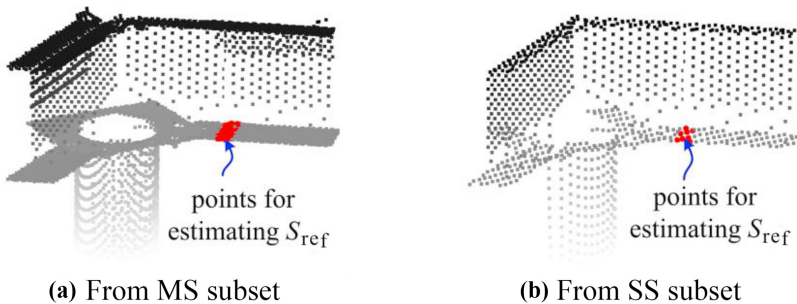 points for
estimating S_ref
points for
estimating S_ref
(a) From MS subset
(b) From SS subset